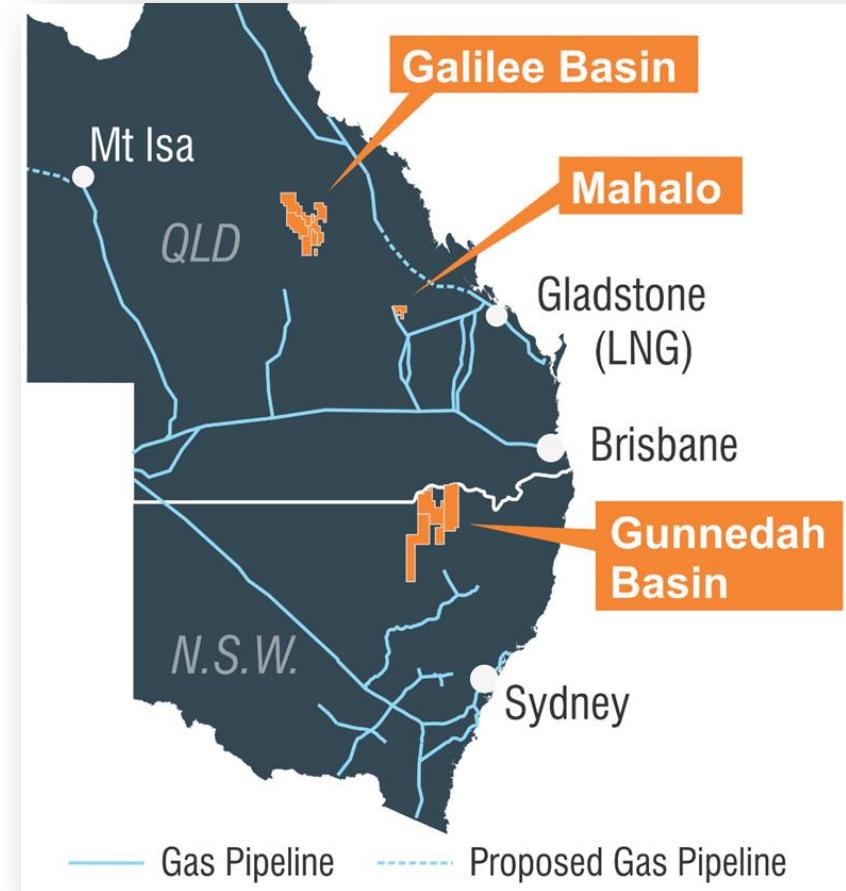 Galilee Basin
Mt Isa
Mahalo
QLD
Gladstone
(LNG)
Brisbane
Gunnedah
Basin
N.S.W.
Sydney
Gas Pipeline
Proposed Gas Pipeline